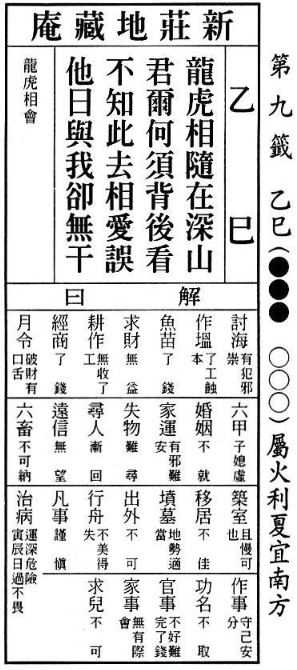 第九籤 乙巳(●●● ○○○)屬火利夏宜南方
新莊地藏庵
乙巳
龍虎相隨在深山
君爾何須背後看
不知此去相愛誤
他日與我卻無干
龍虎相會
解曰
討海 有犯邪祟
作塭 了工蝕本
魚苗 了錢
求財 無益
耕作 無收了工
經商 了錢
月令 破財有口舌
六甲 子媳虛
婚姻 不就
家運 有邪難安
失物 難尋
尋人 漸回
遠信 無望
六畜 不可納
築室 且慢可也
移居 不佳
墳墓 地勢適當
出外 不可
行舟 不美得失
凡事 謹慎
治病 運深危險寅辰日過不畏
作事 守己安分
功名 不取
官事 不好難完了錢
家事 無有際會
求兒 不可